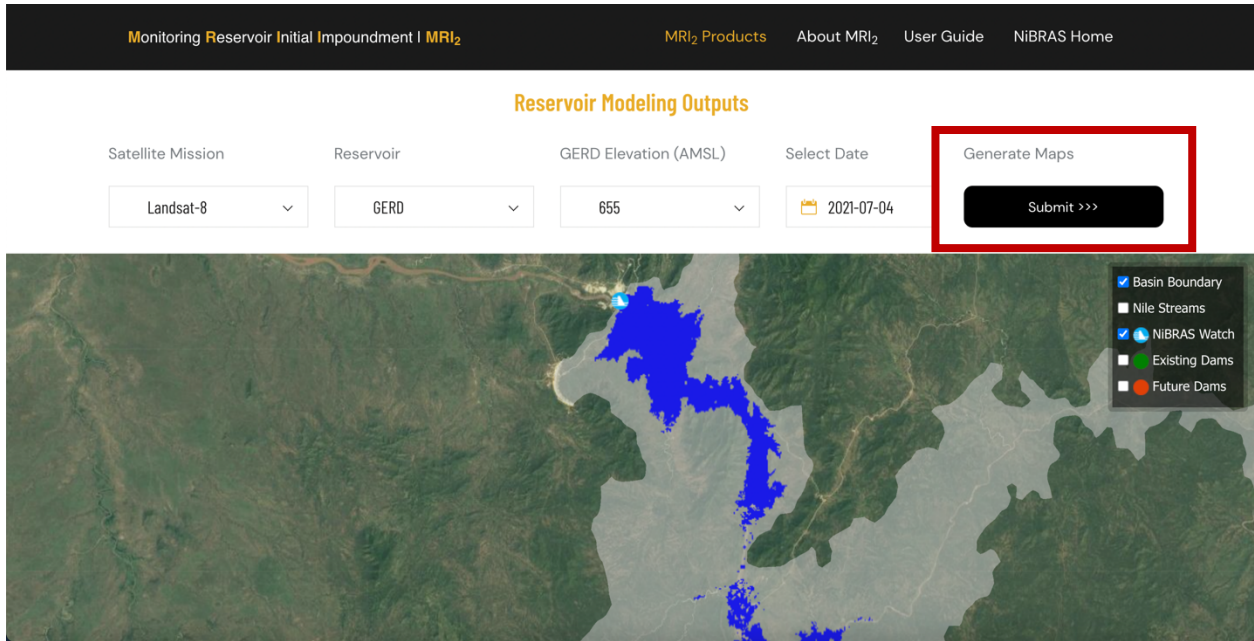 Monitoring Reservoir Initial Impoundment | MRI₂
MRI₂ Products
About MRI₂
User Guide
NiBRAS Home
Reservoir Modeling Outputs
Satellite Mission
Reservoir
GERD Elevation (AMSL)
Select Date
Generate Maps
Landsat-8
GERD
655
2021-07-04
Submit >>>
Basin Boundary
Nile Streams
NiBRAS Watch
Existing Dams
Future Dams